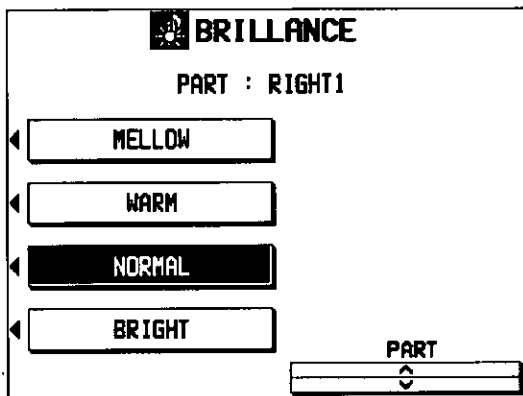 BRILLANCE
PART : RIGHT1
MELLOW
WARM
NORMAL
BRIGHT
PART